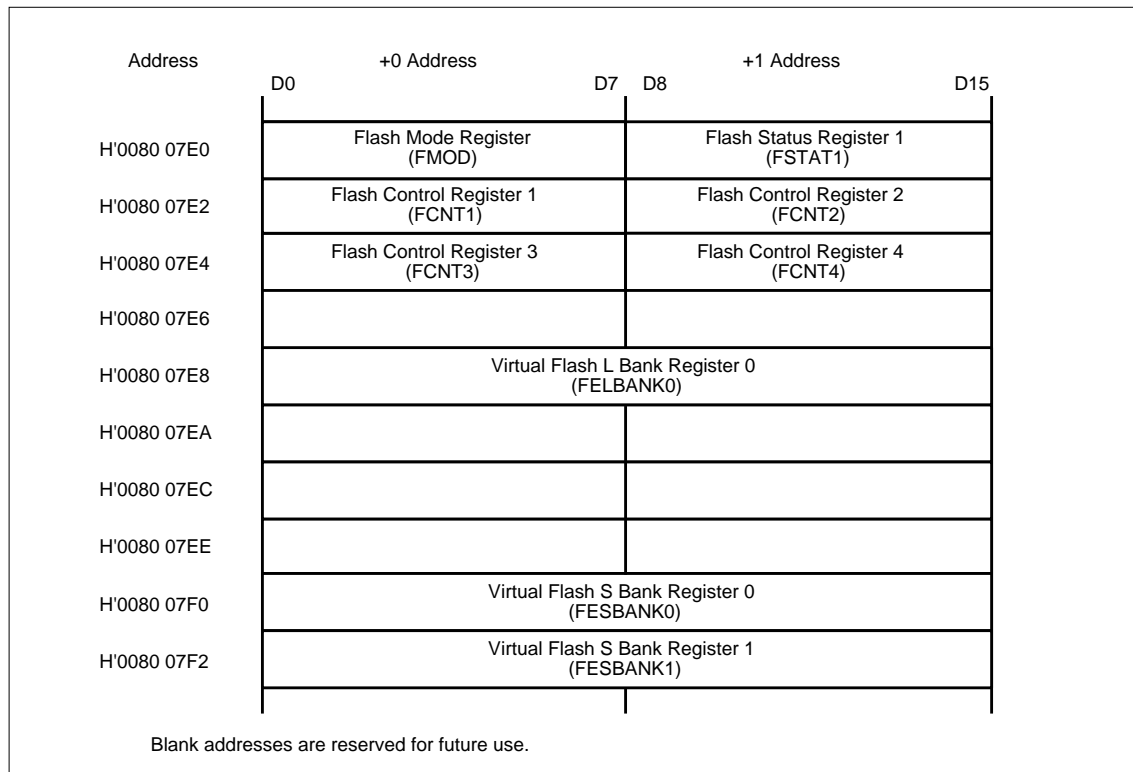 Address +0 Address +1 Address
D0 D7 D8 D15
H'0080 07E0 Flash Mode Register Flash Status Register 1
(FMOD) (FSTAT1)
H'0080 07E2 Flash Control Register 1 Flash Control Register 2
(FCNT1) (FCNT2)
H'0080 07E4 Flash Control Register 3 Flash Control Register 4
(FCNT3) (FCNT4)
H'0080 07E6
H'0080 07E8 Virtual Flash L Bank Register 0
(FELBANK0)
H'0080 07EA
H'0080 07EC
H'0080 07EE
H'0080 07F0 Virtual Flash S Bank Register 0
(FESBANK0)
H'0080 07F2 Virtual Flash S Bank Register 1
(FESBANK1)
Blank addresses are reserved for future use.